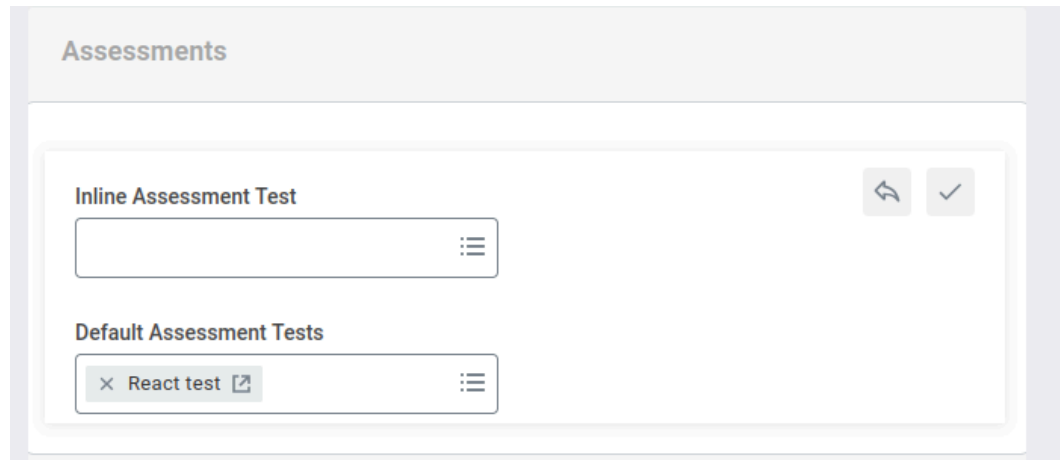 Assessments
Inline Assessment Test
Default Assessment Tests
React test